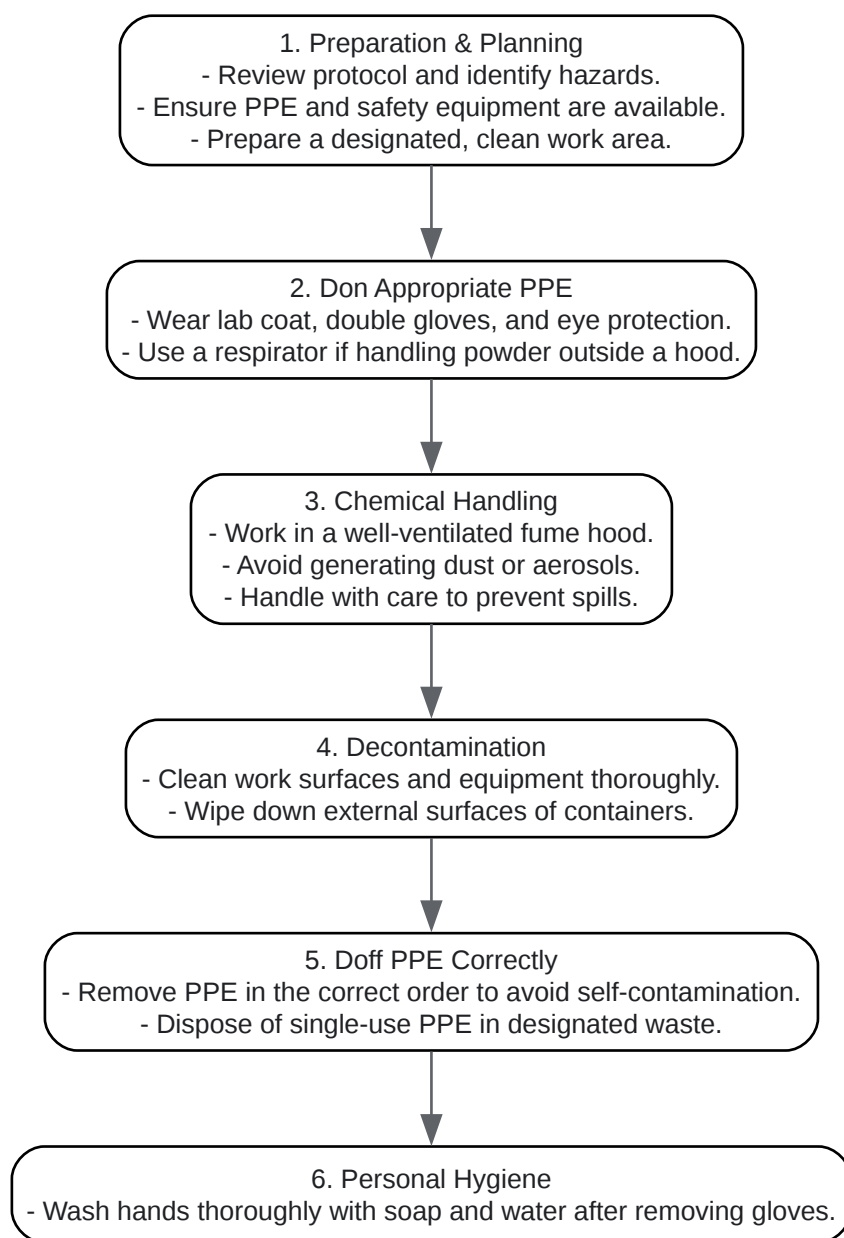 1. Preparation & Planning
- Review protocol and identify hazards.
- Ensure PPE and safety equipment are available.
- Prepare a designated, clean work area.
2. Don Appropriate PPE
- Wear lab coat, double gloves, and eye protection.
- Use a respirator if handling powder outside a hood.
3. Chemical Handling
- Work in a well-ventilated fume hood.
- Avoid generating dust or aerosols.
- Handle with care to prevent spills.
4. Decontamination
- Clean work surfaces and equipment thoroughly.
- Wipe down external surfaces of containers.
5. Doff PPE Correctly
- Remove PPE in the correct order to avoid self-contamination.
- Dispose of single-use PPE in designated waste.
6. Personal Hygiene
- Wash hands thoroughly with soap and water after removing gloves.